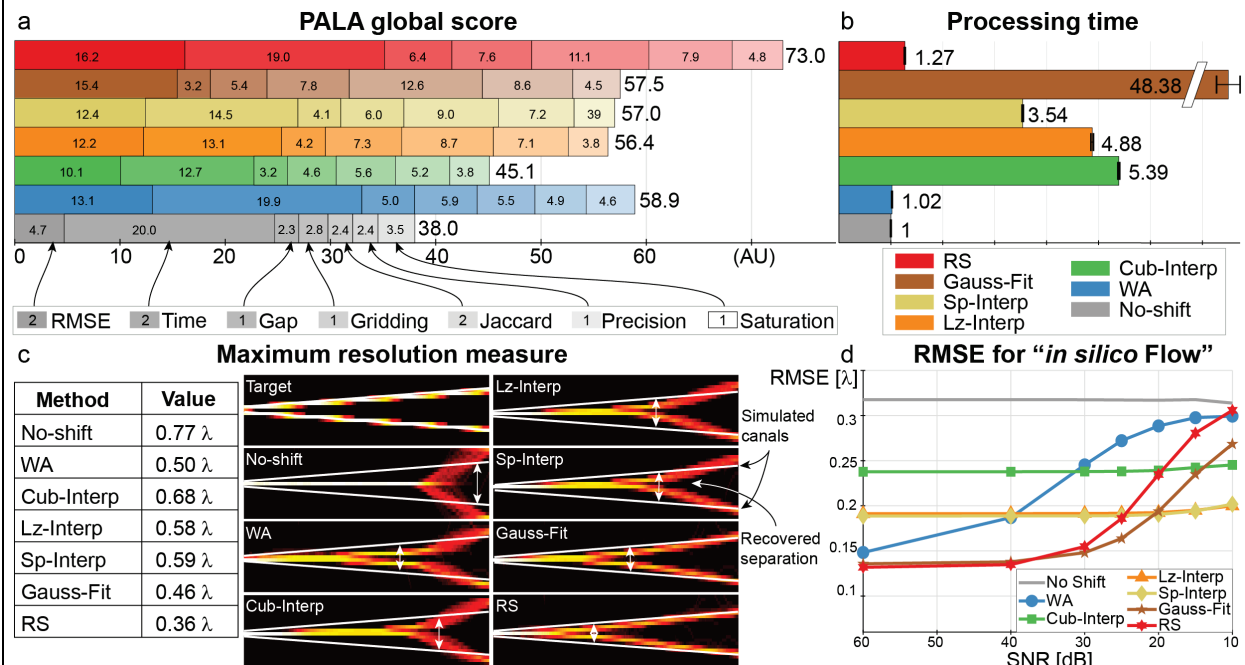 a PALA global score
16.2 19.0 6.4 7.6 11.1 7.9 4.8 73.0
15.4 3.2 5.4 7.8 12.6 8.6 4.5 57.5
12.4 14.5 4.1 6.0 9.0 7.2 39 57.0
12.2 13.1 4.2 7.3 8.7 7.1 3.8 56.4
10.1 12.7 3.2 4.6 5.6 5.2 3.8 45.1
13.1 19.9 5.0 5.9 5.5 4.9 4.6 58.9
4.7 20.0 2.3 2.8 2.4 2.4 3.5 38.0
0 10 20 30 40 50 60 (AU)
2 RMSE 2 Time 1 Gap 1 Gridding 2 Jaccard 1 Precision 1 Saturation
b Processing time
1.27
48.38
3.54
4.88
5.39
1.02
1
RS
Gauss-Fit
Sp-Interp
Lz-Interp
Cub-Interp
WA
No-shift
c Maximum resolution measure
Method Value
No-shift 0.77 λ
WA 0.50 λ
Cub-Interp 0.68 λ
Lz-Interp 0.58 λ
Sp-Interp 0.59 λ
Gauss-Fit 0.46 λ
RS 0.36 λ
Target
No-shift
WA
Cub-Interp
Lz-Interp
Sp-Interp
Gauss-Fit
RS
Simulated
canals
Recovered
separation
d RMSE for “in silico Flow”
RMSE [λ]
0.3
0.25
0.2
0.15
0.1
No Shift
WA
Cub-Interp
Lz-Interp
Sp-Interp
Gauss-Fit
RS
60 50 40 30 20 10
SNR [dB]